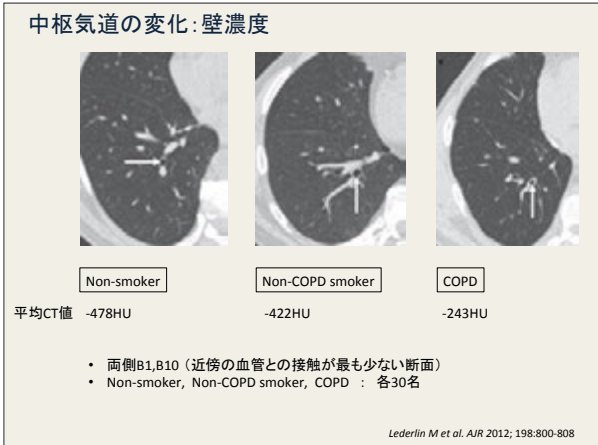 中枢気道の変化：壁濃度
Non-smoker Non-COPD smoker COPD
平均CT値 -478HU -422HU -243HU
• 両側B1,B10 （近傍の血管との接触が最も少ない断面）
• Non-smoker, Non-COPD smoker, COPD ： 各30名
Lederlin M et al. AJR 2012; 198:800-808